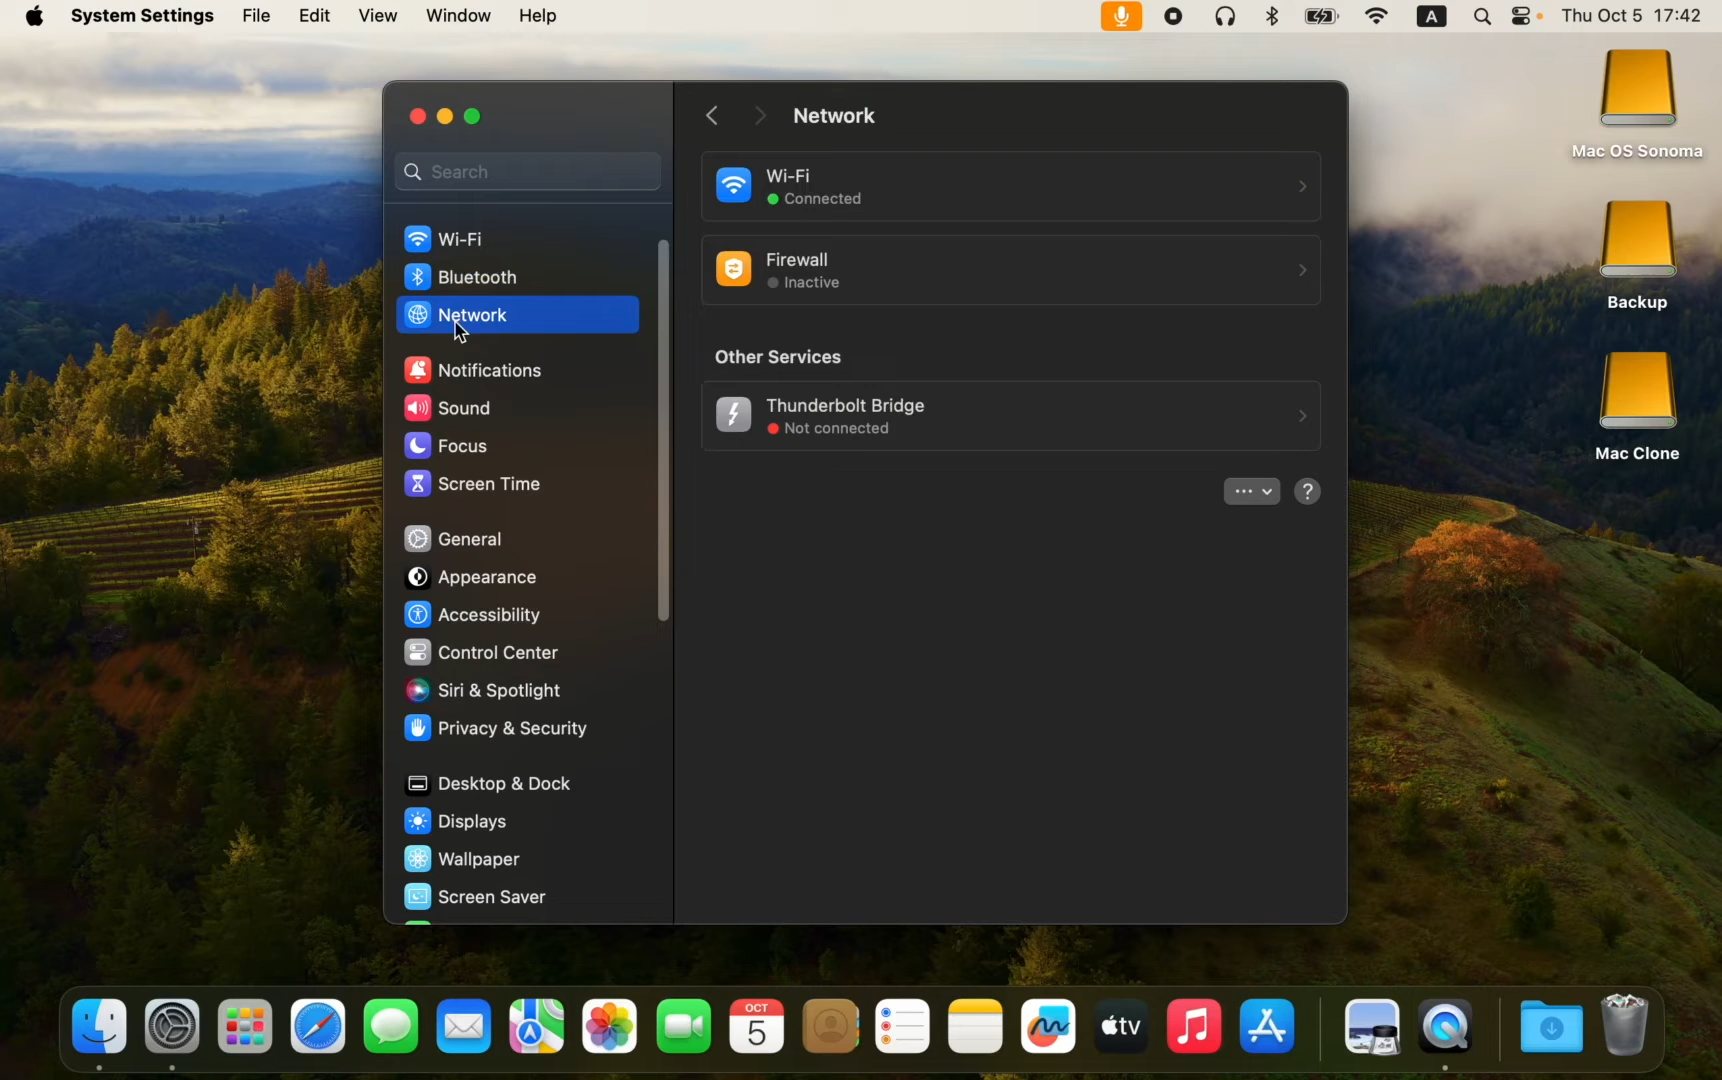 System Settings File Edit View Window Help A Thu Oct 5 17:42
Mac OS Sonoma
Backup
Mac Clone
Search
Wi-Fi
Bluetooth
Network
Notifications
Sound
Focus
Screen Time
General
Appearance
Accessibility
Control Center
Siri & Spotlight
Privacy & Security
Desktop & Dock
Displays
Wallpaper
Screen Saver
Network
Wi-Fi
Connected
Firewall
Inactive
Other Services
Thunderbolt Bridge
Not connected
?
OCT
5
tv